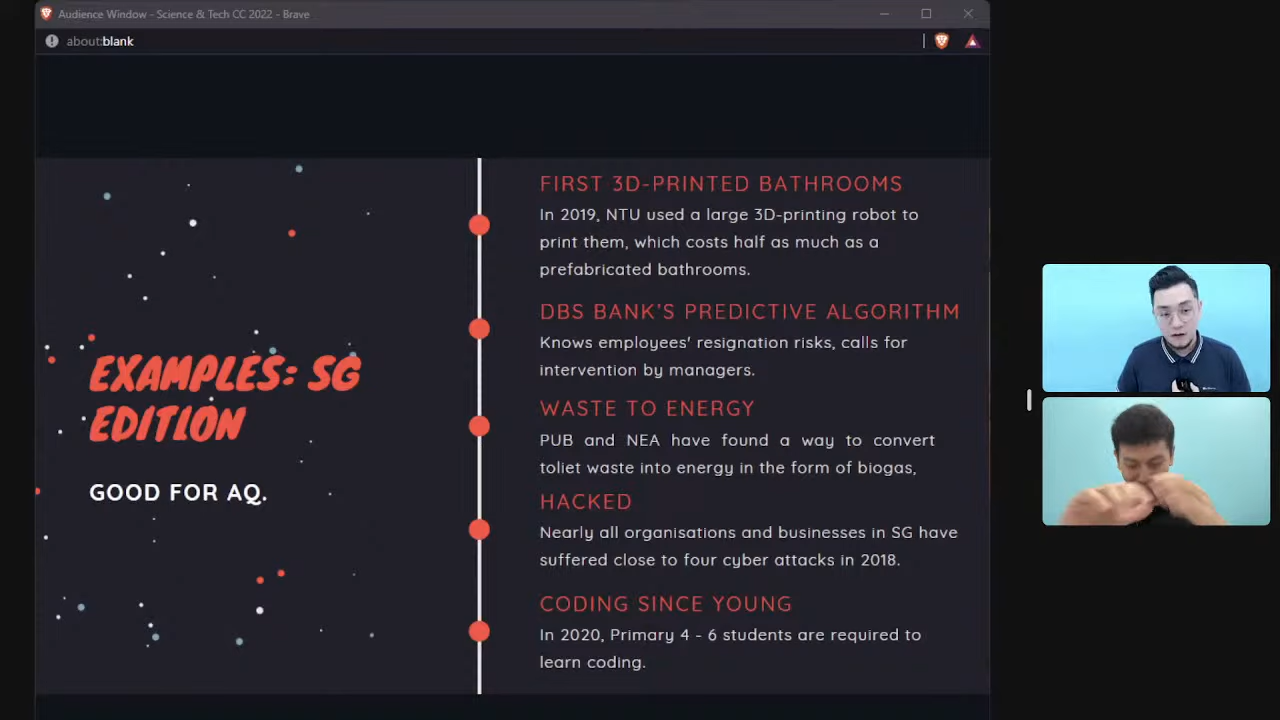 Audience Window - Science & Tech CC 2022 - Brave
about:blank
EXAMPLES: SG
EDITION
GOOD FOR AQ.
FIRST 3D-PRINTED BATHROOMS
In 2019, NTU used a large 3D-printing robot to
print them, which costs half as much as a
prefabricated bathrooms.
DBS BANK'S PREDICTIVE ALGORITHM
Knows employees' resignation risks, calls for
intervention by managers.
WASTE TO ENERGY
PUB and NEA have found a way to convert
toliet waste into energy in the form of biogas,
HACKED
Nearly all organisations and businesses in SG have
suffered close to four cyber attacks in 2018.
CODING SINCE YOUNG
In 2020, Primary 4 - 6 students are required to
learn coding.